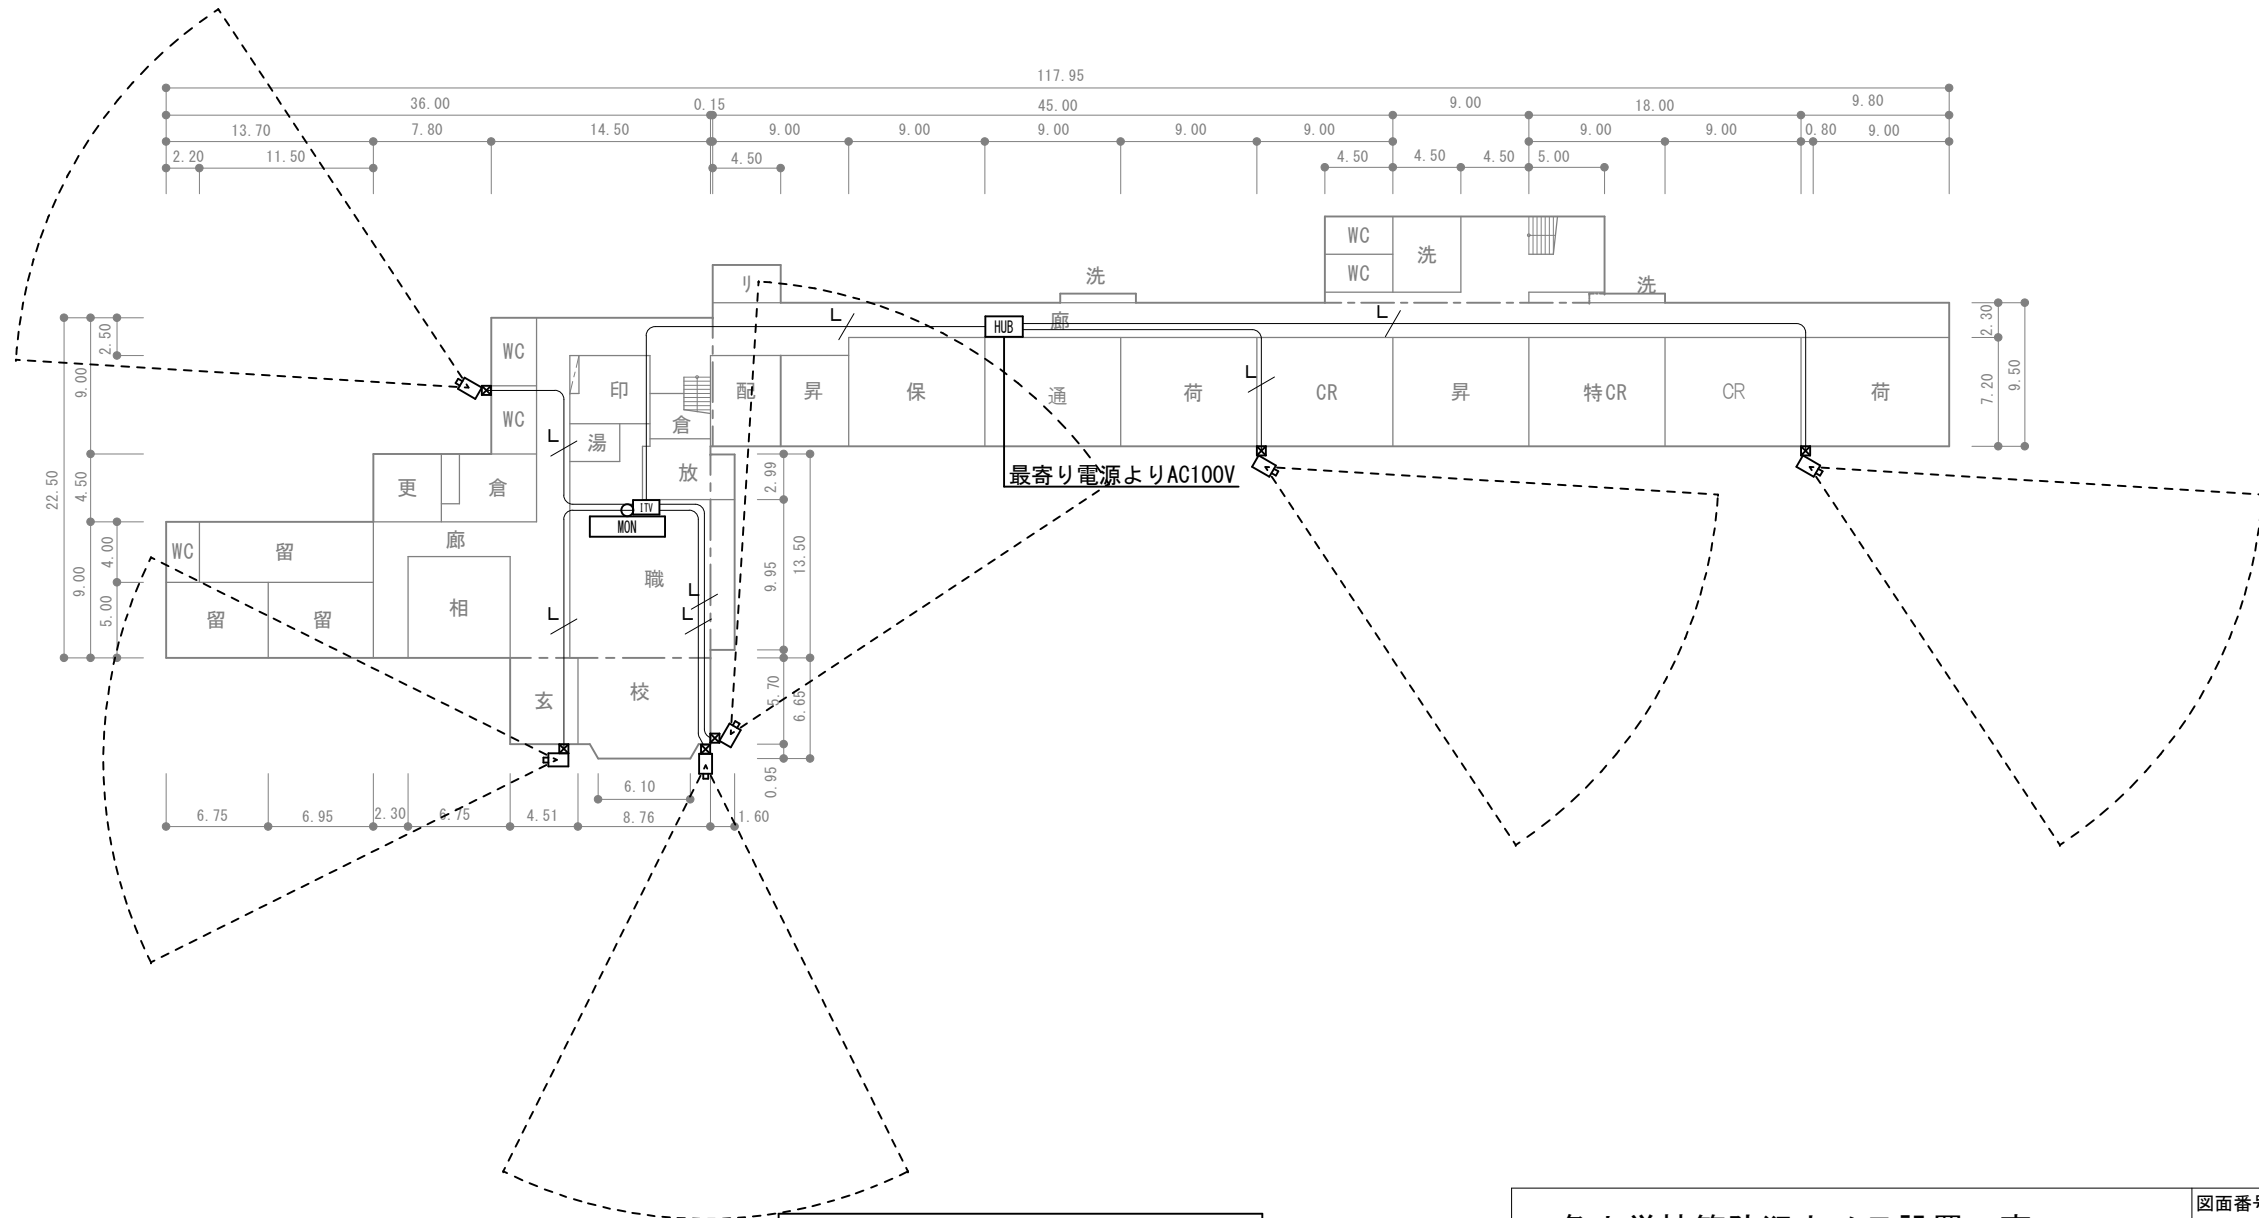 117.95
36.00 0.15 45.00 9.00 18.00 9.80
13.70 7.80 14.50 9.00 9.00 9.00 9.00 9.00 9.00 9.00 0.80 9.00
2.20 11.50 4.50 4.50 4.50 4.50 5.00
WC
WC
洗
洗
洗
リ
L
HUB
廊
L
WC
WC
印
倉
湯
配
昇
保
通
荷
L
CR
昇
特CR
CR
荷
2.30
7.20
9.50
最寄り電源よりAC100V
放
L
更
倉
ITV
MON
WC
留
廊
職
留
留
相
L
L
L
玄
校
2.50
9.00
4.50
22.50
4.00
9.00
5.00
2.99
9.95
13.50
5.70
6.65
0.95
6.10
6.75 6.95 2.30 6.75 4.51 8.76 1.60
図面番号